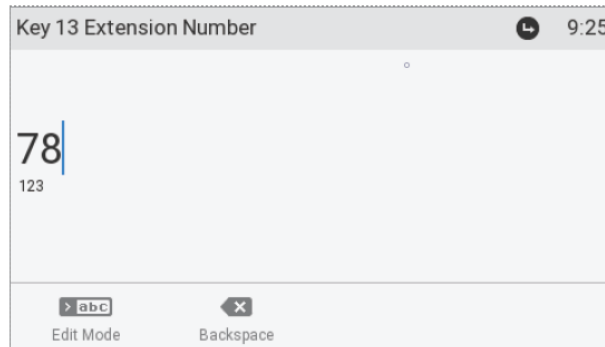 Key 13 Extension Number 9:25
78
123
> abc
Edit Mode Backspace